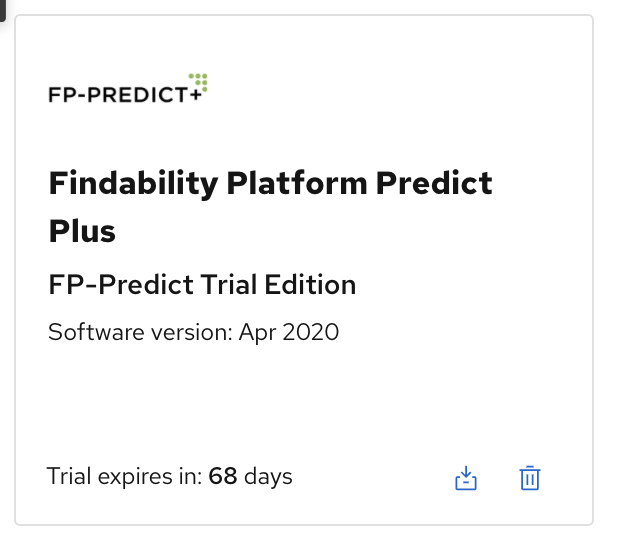 FP-PREDICT+
Findability Platform Predict
Plus
FP-Predict Trial Edition
Software version: Apr 2020
Trial expires in: 68 days